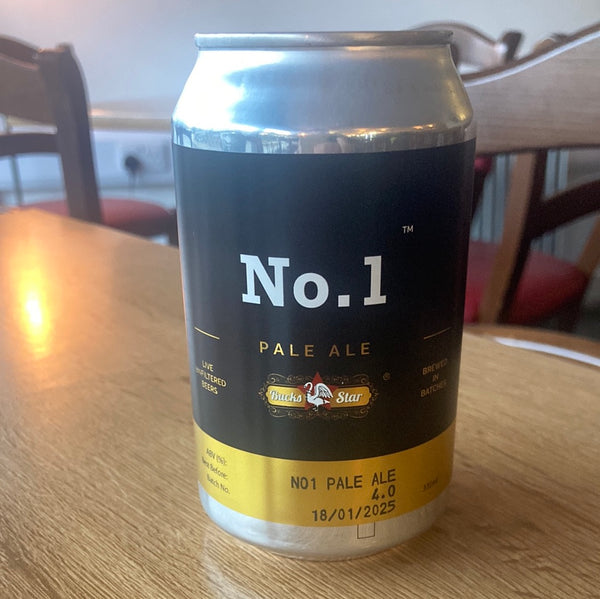 TM
No.1
PALE ALE
LIVE
UNFILTERED
BEERS
BREWED
IN
BATCHES
Bucks Star
®
ABV (%):
Best Before:
Batch No.
NO1 PALE ALE
4.0
18/01/2025
330ml